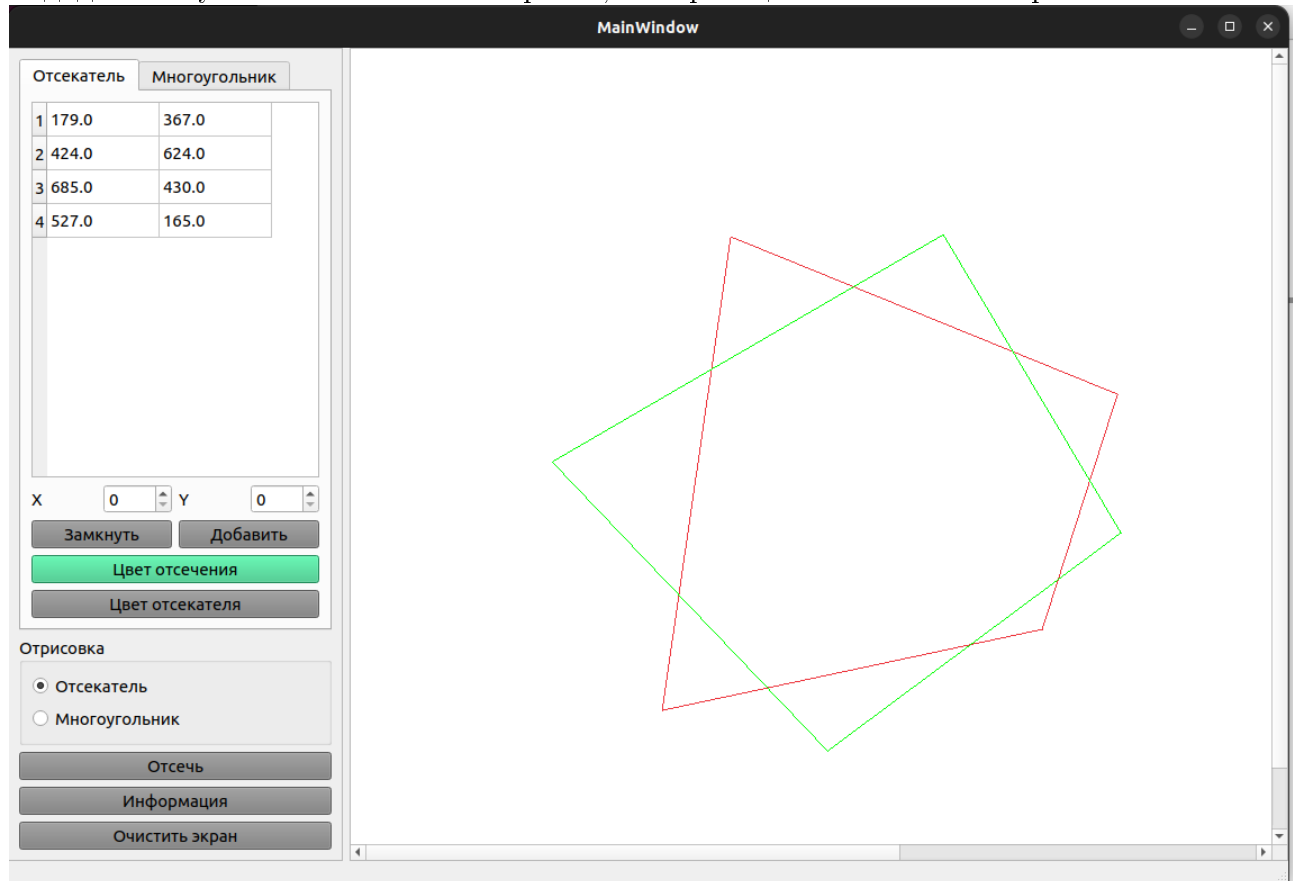 MainWindow
Отсекатель Многоугольник
1 179.0 367.0
2 424.0 624.0
3 685.0 430.0
4 527.0 165.0
X 0 Y 0
Замкнуть Добавить
Цвет отсечения
Цвет отсекателя
Отрисовка
Отсекатель
Многоугольник
Отсечь
Информация
Очистить экран